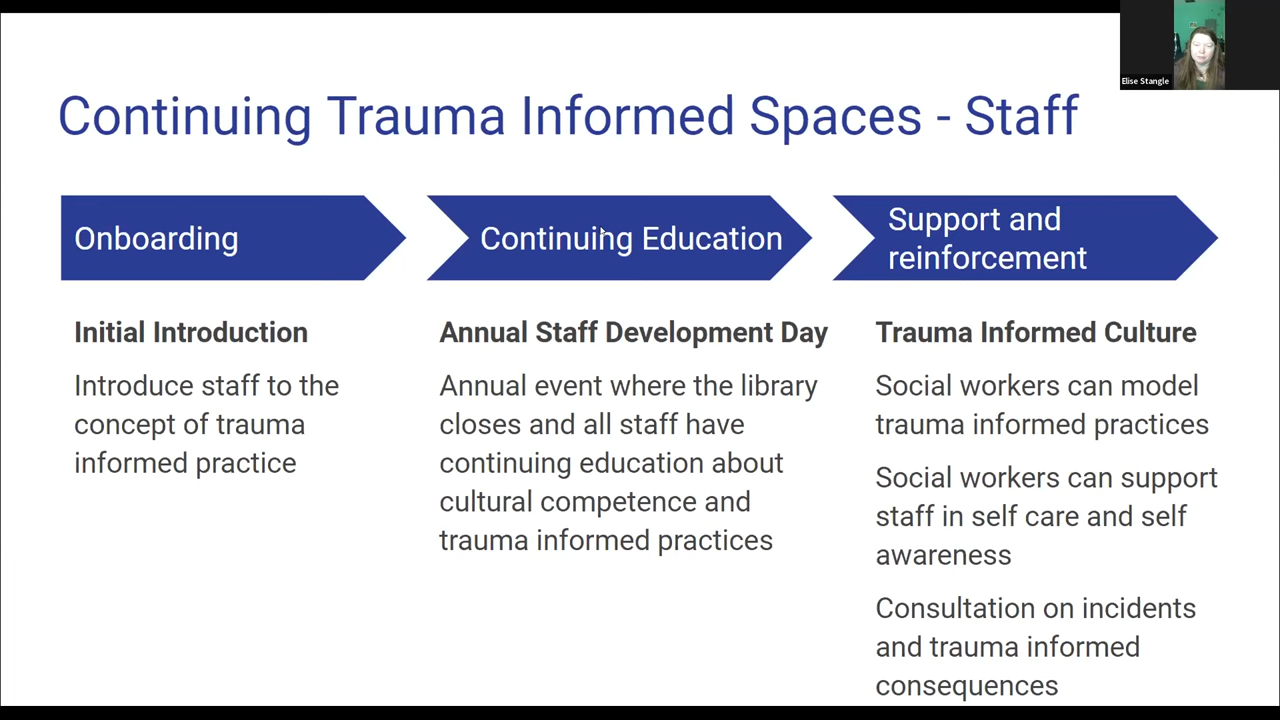 Elise Stangle
Continuing Trauma Informed Spaces - Staff
Onboarding
Continuing Education
Support and
reinforcement
Initial Introduction
Introduce staff to the
concept of trauma
informed practice
Annual Staff Development Day
Annual event where the library
closes and all staff have
continuing education about
cultural competence and
trauma informed practices
Trauma Informed Culture
Social workers can model
trauma informed practices
Social workers can support
staff in self care and self
awareness
Consultation on incidents
and trauma informed
consequences